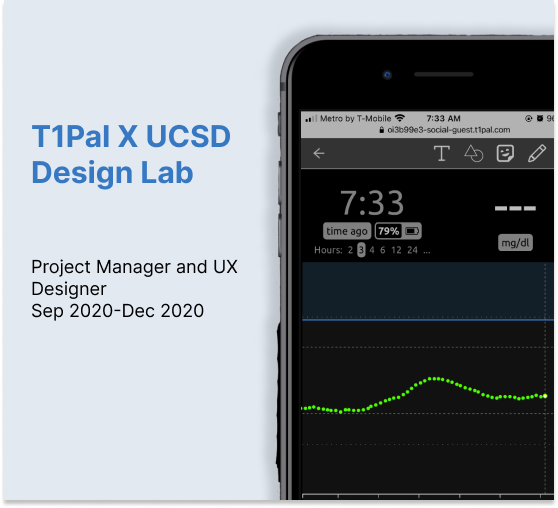 T1Pal X UCSD
Design Lab
Project Manager and UX
Designer
Sep 2020-Dec 2020
Metro by T-Mobile 7:33 AM 96
oi3b99e3-social-guest.t1pal.com
T
7:33 ---
time ago 79%
mg/dl
Hours: 2 3 4 6 12 24 ...